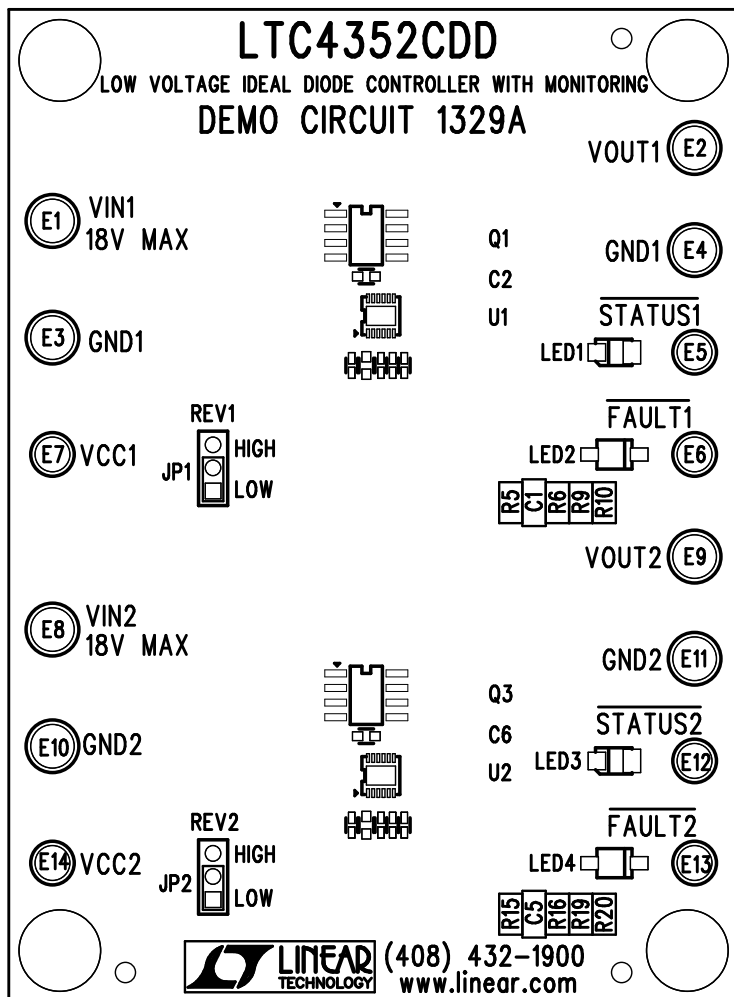 LTC4352CDD
LOW VOLTAGE IDEAL DIODE CONTROLLER WITH MONITORING
DEMO CIRCUIT 1329A
VOUT1 E2
E1 VIN1
18V MAX
Q1
GND1 E4
C2
U1
STATUS1
E3 GND1
LED1 E5
REV1
FAULT1
E7 VCC1
JP1
HIGH
LOW
LED2 E6
R5 C1 R6 R9 R10
VOUT2 E9
E8 VIN2
18V MAX
GND2 E11
Q3
C6
U2
STATUS2
E10 GND2
LED3 E12
REV2
FAULT2
E14 VCC2
JP2
HIGH
LOW
LED4 E13
R15 C5 R16 R19 R20
LINEAR
TECHNOLOGY
(408) 432-1900
www.linear.com